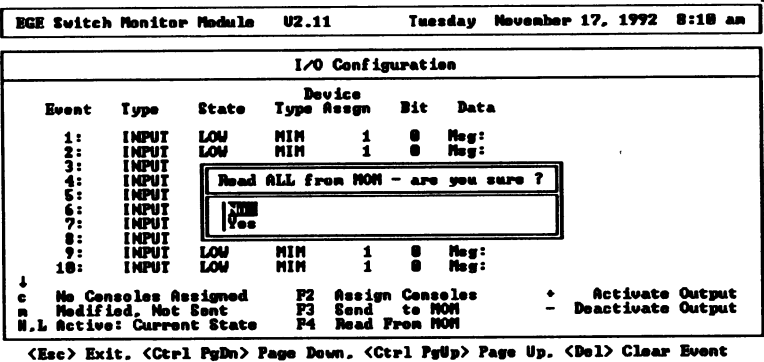 EGE Switch Monitor Module V2.11 Tuesday November 17, 1992 8:10 am
I/O Configuration
Device
Event Type State Type Assgn Bit Data
1: INPUT LOW MIM 1 0 Msg:
2: INPUT LOW MIM 1 0 Msg:
3: INPUT
4: INPUT
5: INPUT
6: INPUT
7: INPUT
8: INPUT
9: INPUT LOW MIM 1 0 Msg:
10: INPUT LOW MIM 1 0 Msg:
Read ALL from MOM - are you sure ?
Yes
↓
c No Consoles Assigned F2 Assign Consoles + Activate Output
m Modified, Not Sent F3 Send to MOM - Deactivate Output
H,L Active: Current State F4 Read From MOM
<Esc> Exit, <Ctrl PgDn> Page Down, <Ctrl PgUp> Page Up, <Del> Clear Event